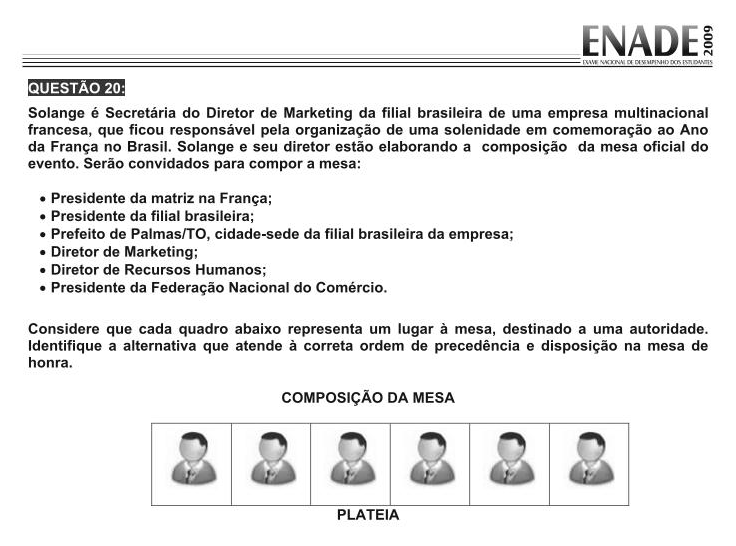 ENADE 2009
EXAME NACIONAL DE DESEMPENHO DOS ESTUDANTES
QUESTÃO 20:
Solange é Secretária do Diretor de Marketing da filial brasileira de uma empresa multinacional
francesa, que ficou responsável pela organização de uma solenidade em comemoração ao Ano
da França no Brasil. Solange e seu diretor estão elaborando a composição da mesa oficial do
evento. Serão convidados para compor a mesa:
• Presidente da matriz na França;
• Presidente da filial brasileira;
• Prefeito de Palmas/TO, cidade-sede da filial brasileira da empresa;
• Diretor de Marketing;
• Diretor de Recursos Humanos;
• Presidente da Federação Nacional do Comércio.
Considere que cada quadro abaixo representa um lugar à mesa, destinado a uma autoridade.
Identifique a alternativa que atende à correta ordem de precedência e disposição na mesa de
honra.
COMPOSIÇÃO DA MESA
PLATEIA